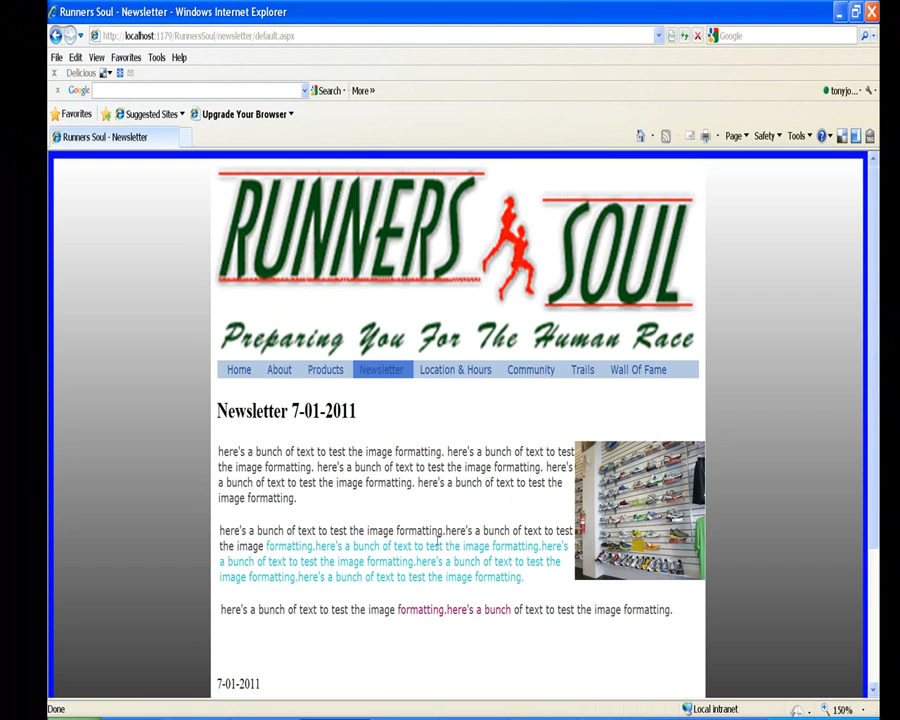 Runners Soul - Newsletter - Windows Internet Explorer
http://localhost:1179/RunnersSoul/newsletter/default.aspx
Google
File Edit View Favorites Tools Help
x Delicious
x Google Search More »
tonyjo...
Favorites Suggested Sites Upgrade Your Browser
Runners Soul - Newsletter
Page Safety Tools
RUNNERS SOUL
Preparing You For The Human Race
Home About Products Newsletter Location & Hours Community Trails Wall Of Fame
Newsletter 7-01-2011
here's a bunch of text to test the image formatting. here's a bunch of text to test
the image formatting. here's a bunch of text to test the image formatting. here's
a bunch of text to test the image formatting. here's a bunch of text to test the
image formatting.
here's a bunch of text to test the image formatting.here's a bunch of text to test
the image formatting.here's a bunch of text to test the image formatting.here's
a bunch of text to test the image formatting.here's a bunch of text to test the
image formatting.here's a bunch of text to test the image formatting.
here's a bunch of text to test the image formatting.here's a bunch of text to test the image formatting.
7-01-2011
Done Local intranet 150%